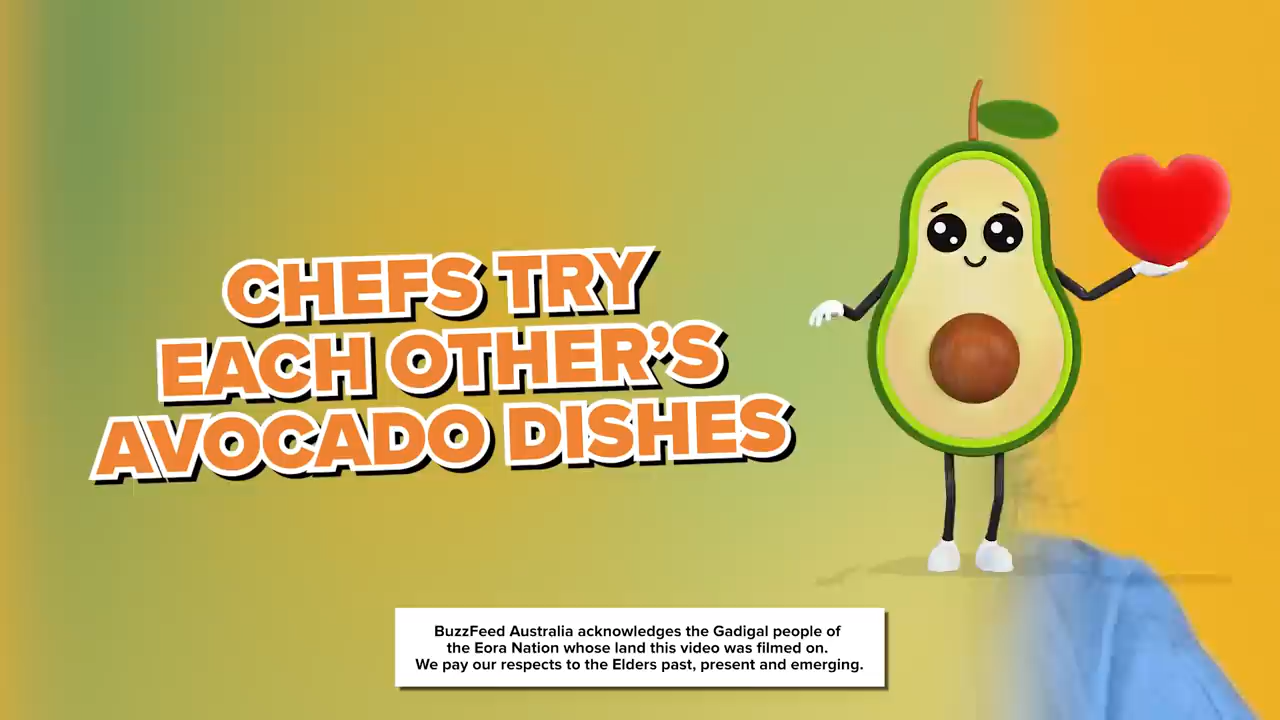 CHEFS TRY
EACH OTHER'S
AVOCADO DISHES
BuzzFeed Australia acknowledges the Gadigal people of
the Eora Nation whose land this video was filmed on.
We pay our respects to the Elders past, present and emerging.